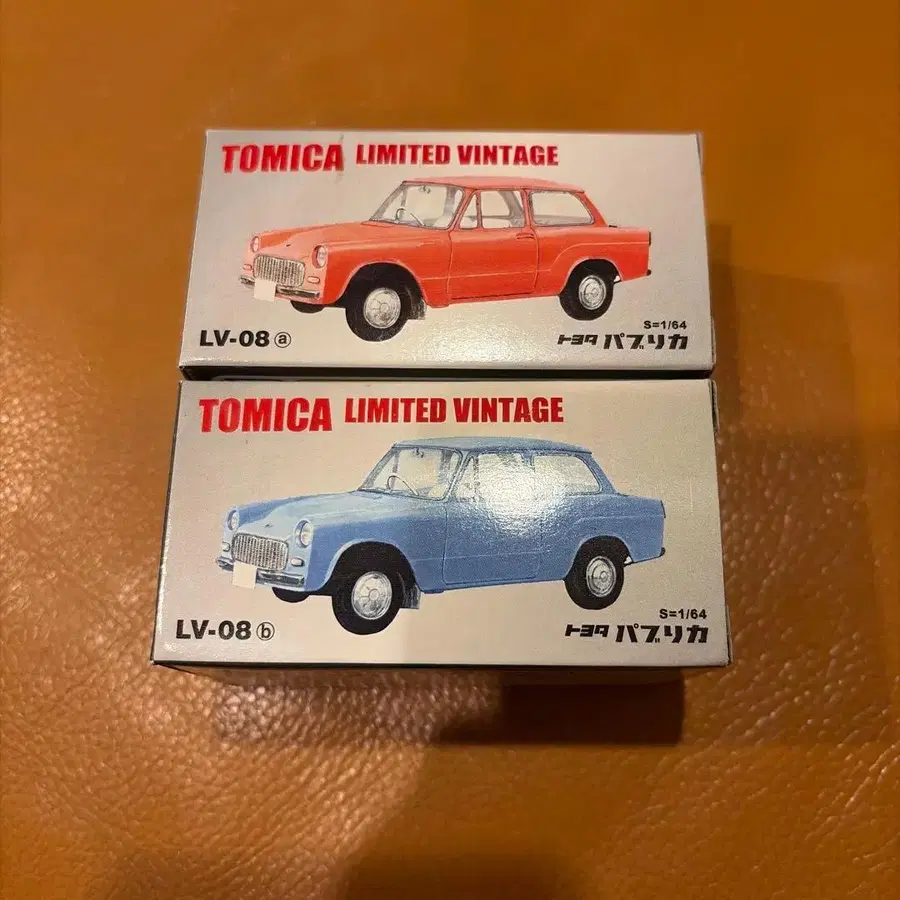 TOMICA LIMITED VINTAGE
S=1/64
LV-08 ⓐ トヨタ パブリカ
TOMICA LIMITED VINTAGE
S=1/64
LV-08 ⓑ トヨタ パブリカ